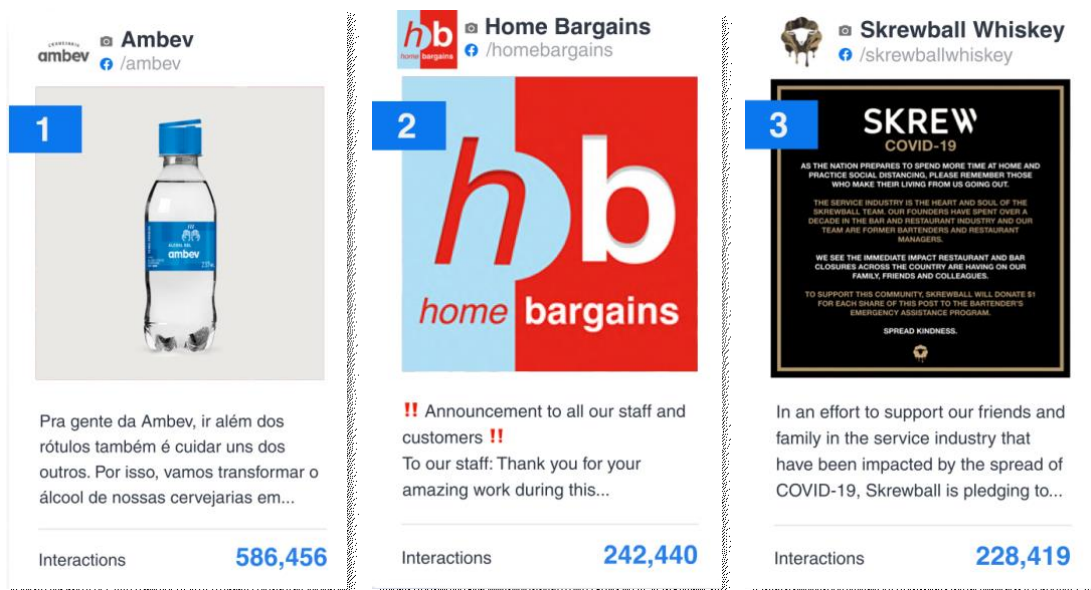 ambev
Ambev
/ambev
1
ÁLCOOL GEL
ambev
Pra gente da Ambev, ir além dos
rótulos também é cuidar uns dos
outros. Por isso, vamos transformar o
álcool de nossas cervejarias em...
Interactions
586,456
hb
home bargains
Home Bargains
/homebargains
2
hb
home bargains
!! Announcement to all our staff and
customers !!
To our staff: Thank you for your
amazing work during this...
Interactions
242,440
Skrewball Whiskey
/skrewballwhiskey
3
SKREW
COVID-19
AS THE NATION PREPARES TO SPEND MORE TIME AT HOME AND
PRACTICE SOCIAL DISTANCING, PLEASE REMEMBER THOSE
WHO MAKE THEIR LIVING FROM US GOING OUT.
THE SERVICE INDUSTRY IS THE HEART AND SOUL OF THE
SKREWBALL TEAM. OUR FOUNDERS HAVE SPENT OVER A
DECADE IN THE BAR AND RESTAURANT INDUSTRY AND OUR
TEAM ARE FORMER BARTENDERS AND RESTAURANT
MANAGERS.
WE SEE THE IMMEDIATE IMPACT RESTAURANT AND BAR
CLOSURES ACROSS THE COUNTRY ARE HAVING ON OUR
FAMILY, FRIENDS AND COLLEAGUES.
TO SUPPORT THIS COMMUNITY, SKREWBALL WILL DONATE $1
FOR EACH SHARE OF THIS POST TO THE BARTENDER'S
EMERGENCY ASSISTANCE PROGRAM.
SPREAD KINDNESS.
In an effort to support our friends and
family in the service industry that
have been impacted by the spread of
COVID-19, Skrewball is pledging to...
Interactions
228,419